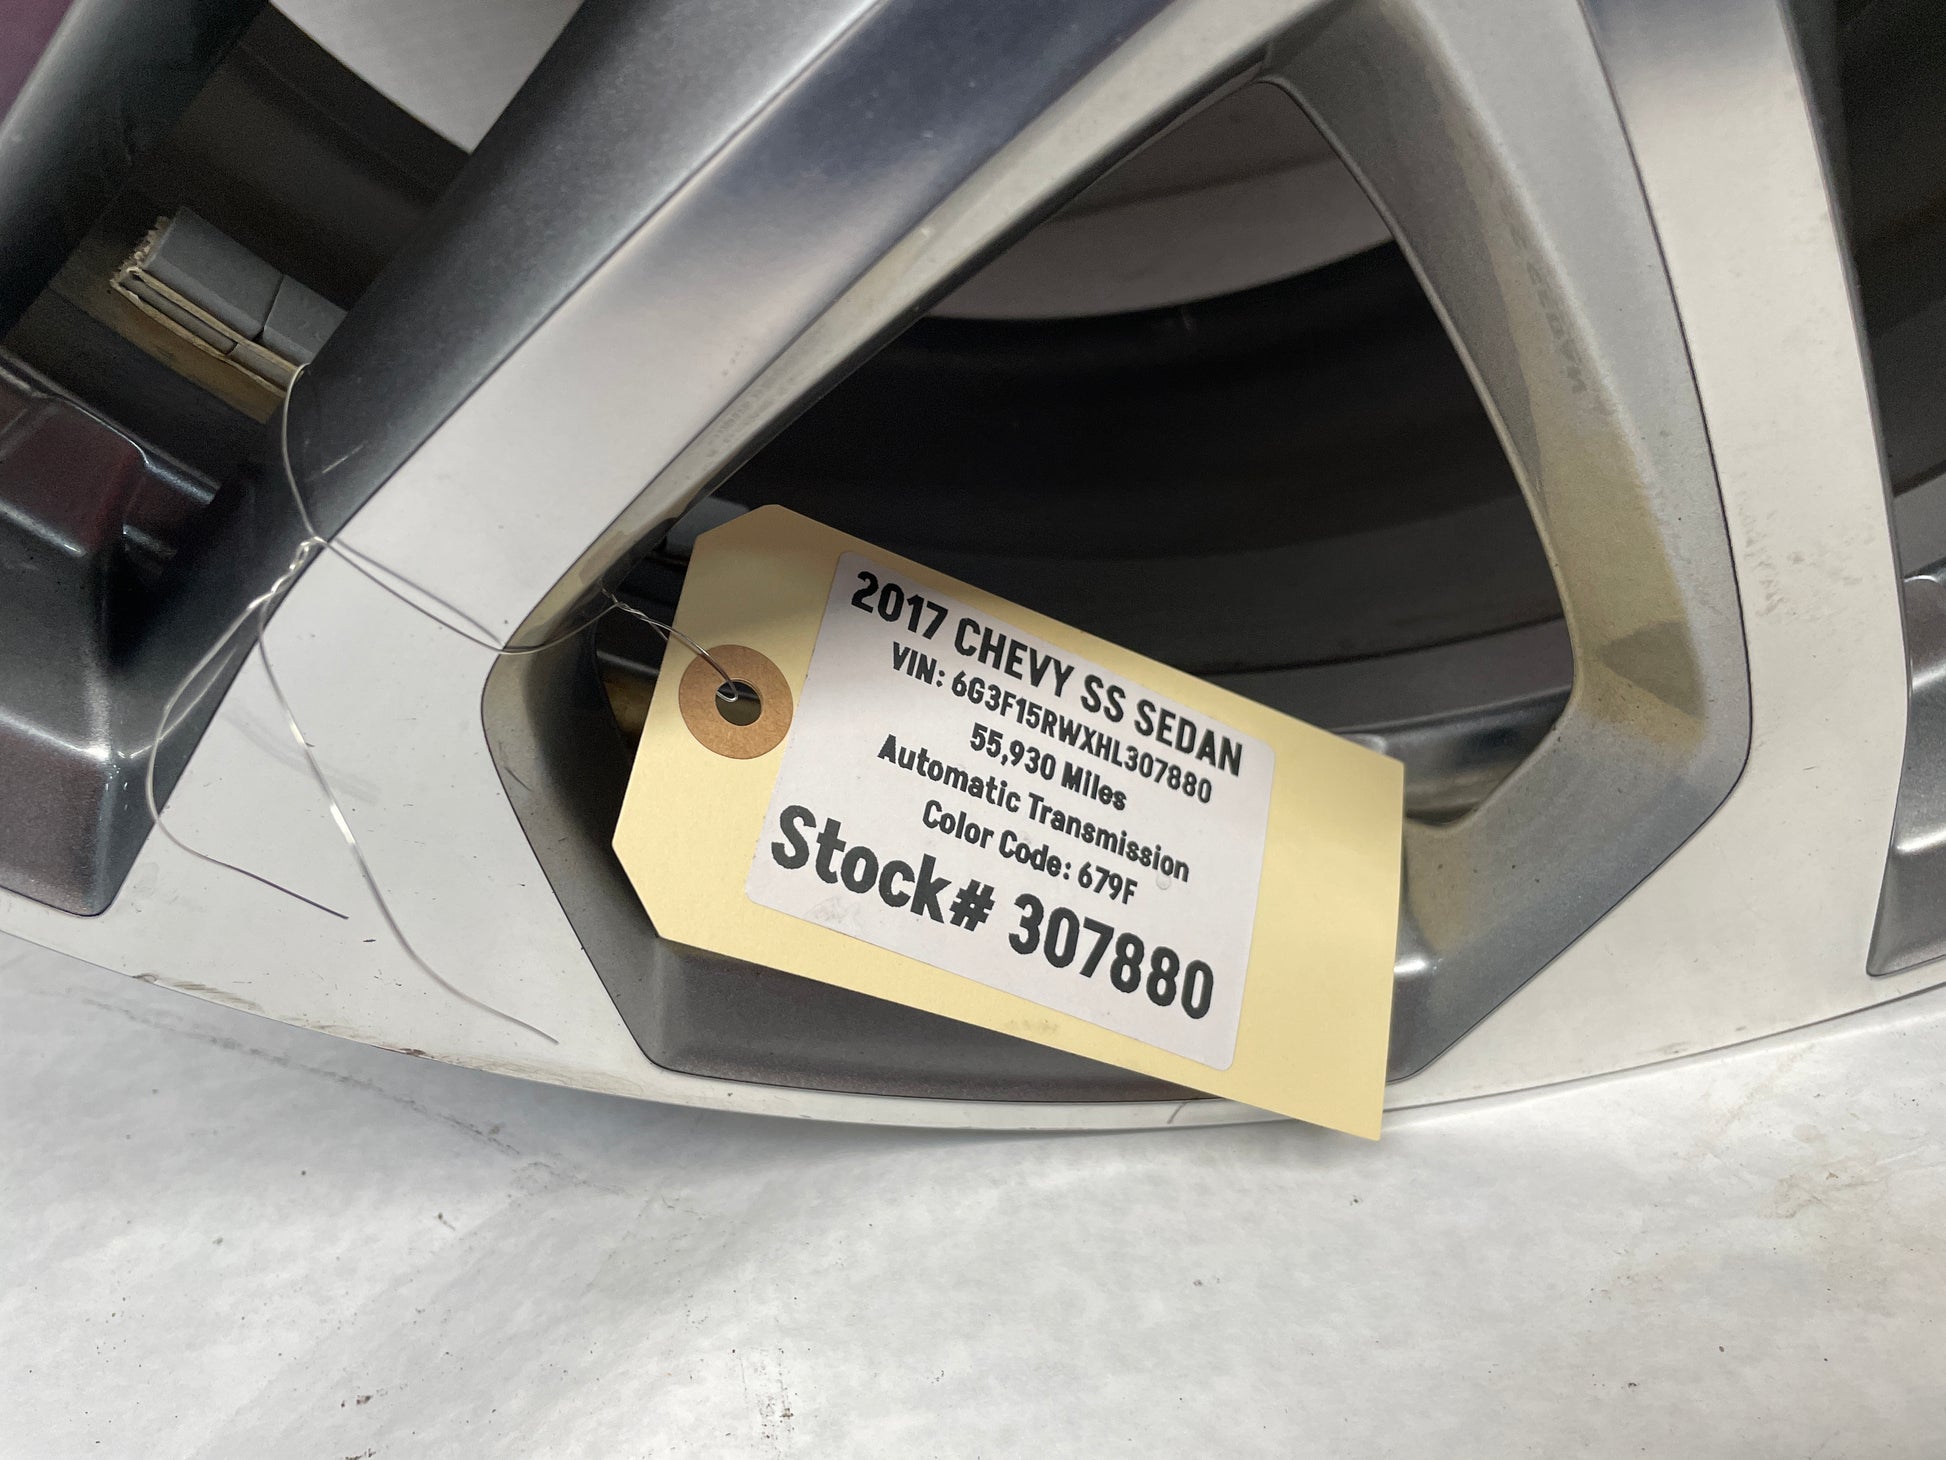 2017 CHEVY SS SEDAN
VIN: 6G3F15RWXHL307880
55,930 Miles
Automatic Transmission
Color Code: 679F
Stock# 307880